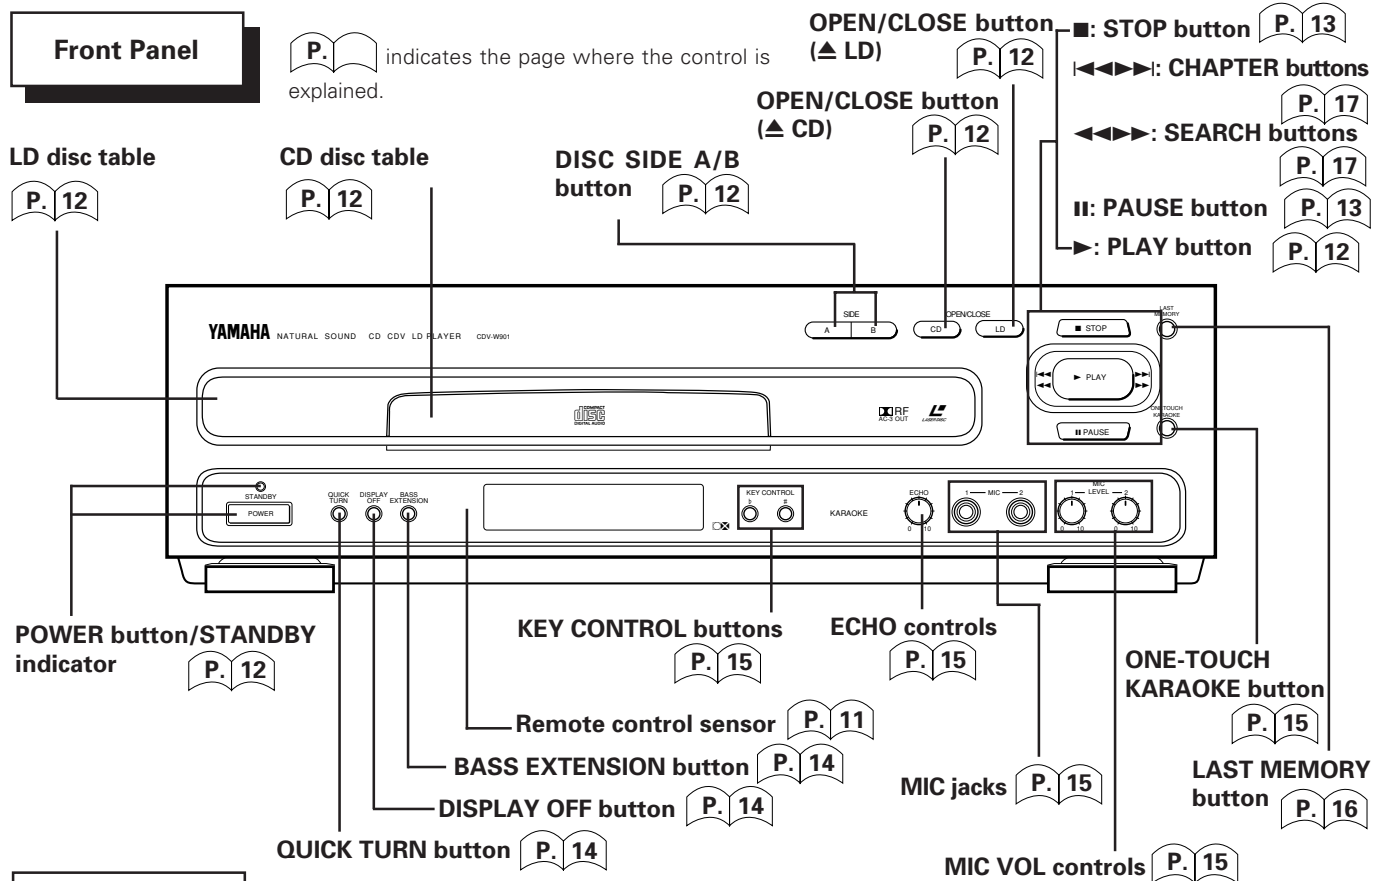 Front Panel
P. indicates the page where the control is
explained.
OPEN/CLOSE button
(▲ LD) P. 12
OPEN/CLOSE button
(▲ CD) P. 12
■: STOP button P. 13
|◀◀▶▶|: CHAPTER buttons
P. 17
◀◀▶▶: SEARCH buttons
P. 17
II: PAUSE button P. 13
▶: PLAY button P. 12
LD disc table
P. 12
CD disc table
P. 12
DISC SIDE A/B
button P. 12
YAMAHA NATURAL SOUND CD CDV LD PLAYER CDV-W901
SIDE
A B
OPEN/CLOSE
CD LD
■ STOP
LAST
MEMORY
|◀◀ ▶▶|
▶ PLAY
◀◀ ▶▶
ONE-TOUCH
KARAOKE
II PAUSE
COMPACT
disc
DIGITAL AUDIO
RF
AC-3 OUT
LASERDISC
STANDBY
POWER
QUICK
TURN
DISPLAY
OFF
BASS
EXTENSION
KEY CONTROL
♭ #
KARAOKE
ECHO
0 10
1 MIC 2
MIC
1 LEVEL 2
0 10 0 10
POWER button/STANDBY
indicator P. 12
KEY CONTROL buttons
P. 15
ECHO controls
P. 15
ONE-TOUCH
KARAOKE button
P. 15
Remote control sensor P. 11
BASS EXTENSION button P. 14
DISPLAY OFF button P. 14
QUICK TURN button P. 14
MIC jacks P. 15
LAST MEMORY
button P. 16
MIC VOL controls P. 15